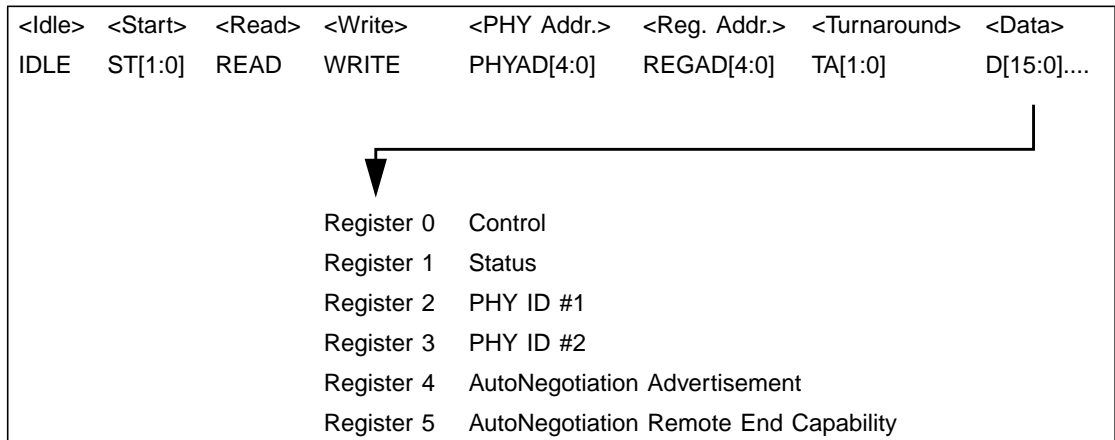 <Idle> <Start> <Read> <Write> <PHY Addr.> <Reg. Addr.> <Turnaround> <Data>
IDLE ST[1:0] READ WRITE PHYAD[4:0] REGAD[4:0] TA[1:0] D[15:0]....
Register 0 Control
Register 1 Status
Register 2 PHY ID #1
Register 3 PHY ID #2
Register 4 AutoNegotiation Advertisement
Register 5 AutoNegotiation Remote End Capability